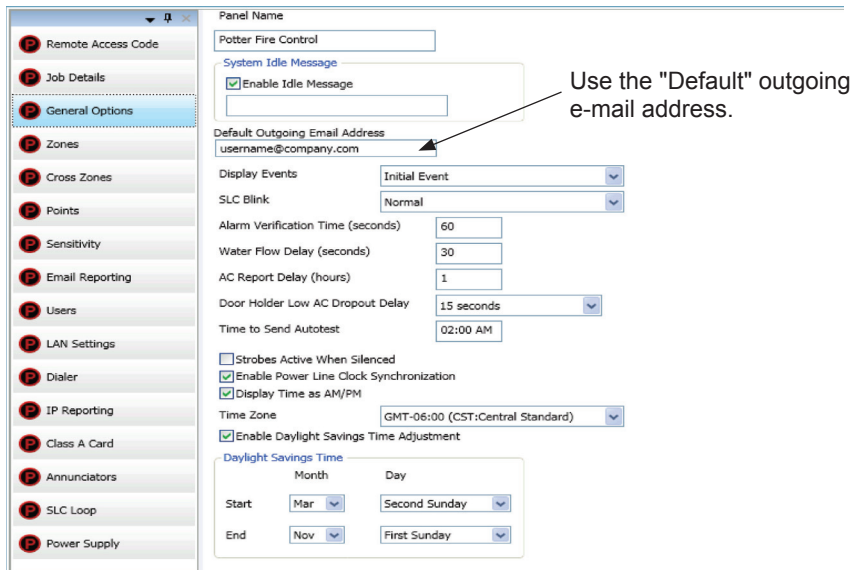 Remote Access Code
Job Details
General Options
Zones
Cross Zones
Points
Sensitivity
Email Reporting
Users
LAN Settings
Dialer
IP Reporting
Class A Card
Annunciators
SLC Loop
Power Supply
Panel Name
Potter Fire Control
System Idle Message
Enable Idle Message
Default Outgoing Email Address
username@company.com
Use the "Default" outgoing
e-mail address.
Display Events Initial Event
SLC Blink Normal
Alarm Verification Time (seconds) 60
Water Flow Delay (seconds) 30
AC Report Delay (hours) 1
Door Holder Low AC Dropout Delay 15 seconds
Time to Send Autotest 02:00 AM
Strobes Active When Silenced
Enable Power Line Clock Synchronization
Display Time as AM/PM
Time Zone GMT-06:00 (CST:Central Standard)
Enable Daylight Savings Time Adjustment
Daylight Savings Time
Month Day
Start Mar Second Sunday
End Nov First Sunday